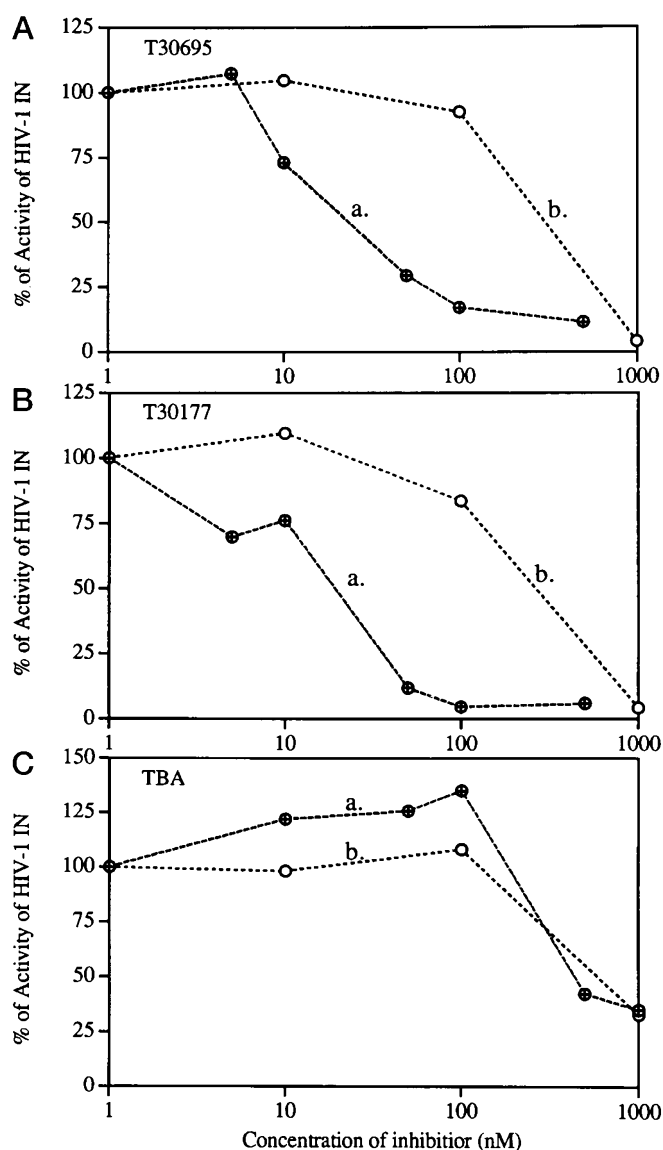 A
T30695
% of Activity of HIV-1 IN
125
100
75
50
25
0
a.
b.
1 10 100 1000
B
T30177
% of Activity of HIV-1 IN
125
100
75
50
25
0
a.
b.
1 10 100 1000
C
TBA
% of Activity of HIV-1 IN
150
125
100
75
50
25
0
a.
b.
1 10 100 1000
Concentration of inhibitior (nM)